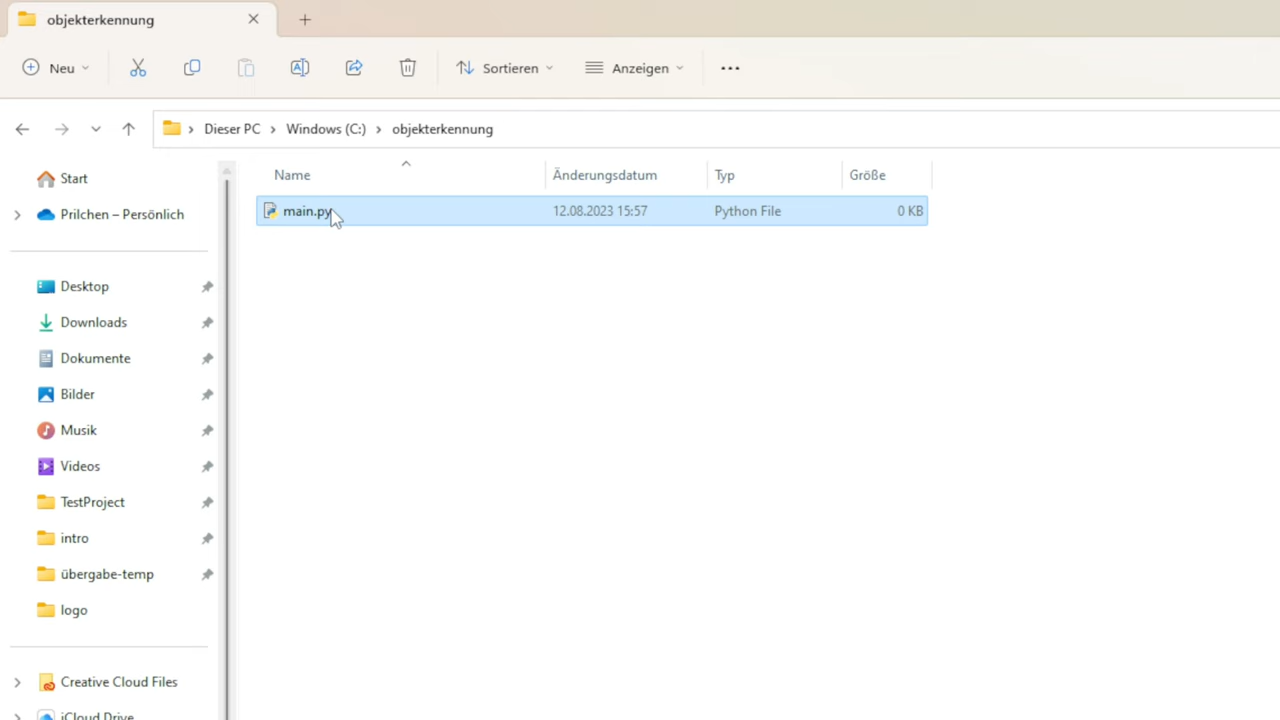 objekterkennung
Neu
Sortieren
Anzeigen
Dieser PC > Windows (C:) > objekterkennung
Name Änderungsdatum Typ Größe
main.py 12.08.2023 15:57 Python File 0 KB
Start
Prilchen – Persönlich
Desktop
Downloads
Dokumente
Bilder
Musik
Videos
TestProject
intro
übergabe-temp
logo
Creative Cloud Files
iCloud Drive